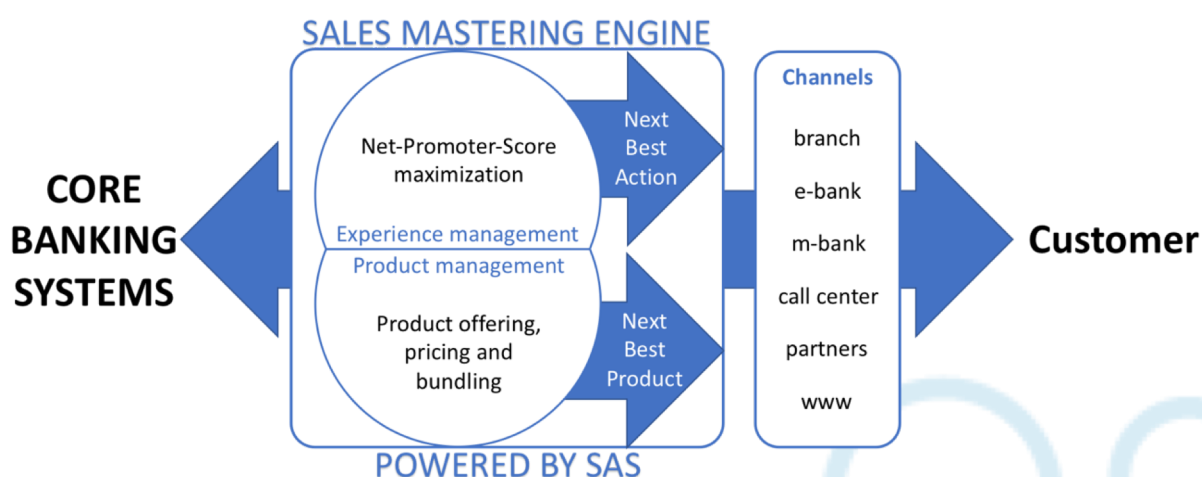 SALES MASTERING ENGINE
CORE
BANKING
SYSTEMS
Net-Promoter-Score
maximization
Experience management
Product management
Product offering,
pricing and
bundling
Next
Best
Action
Next
Best
Product
POWERED BY SAS
Channels
branch
e-bank
m-bank
call center
partners
www
Customer